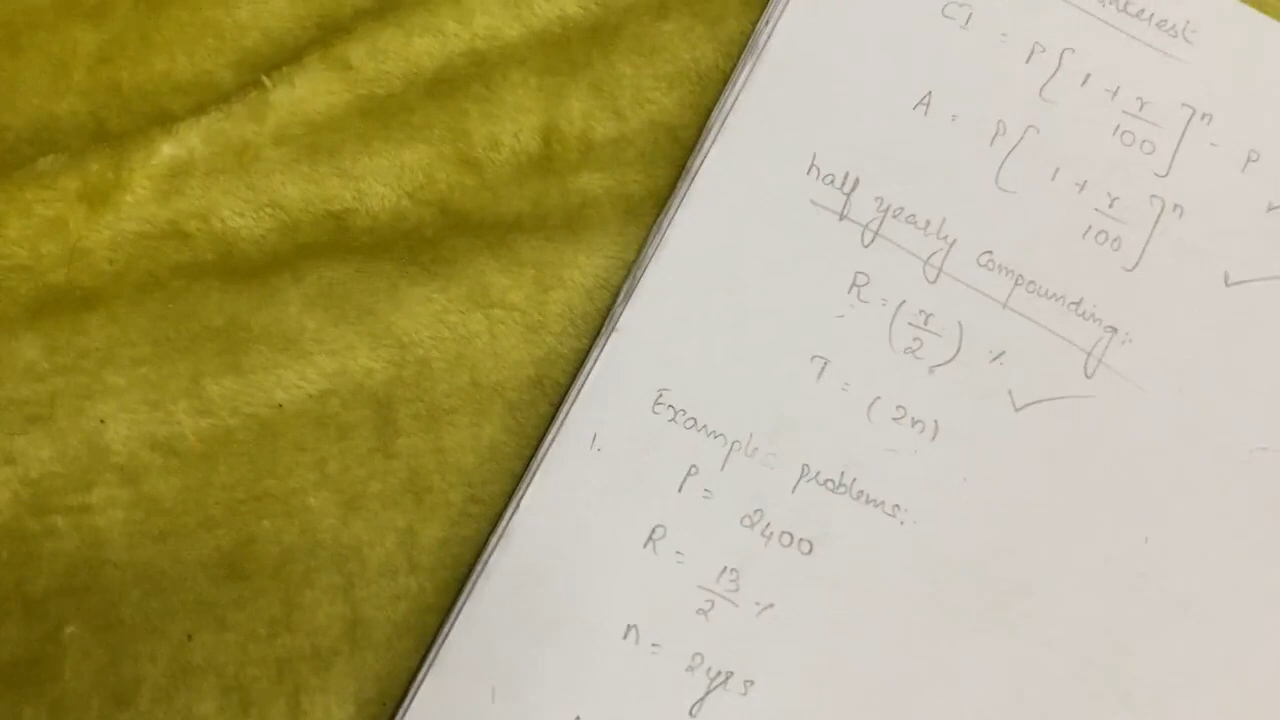 Interest
CI = P[1 + r/100]^n - P
A = P[1 + r/100]^n
half yearly Compounding:-
R = (r/2) %
T = (2n)
Example problems:-
1.
P = 2400
R = 13/2 %
n = 2yrs